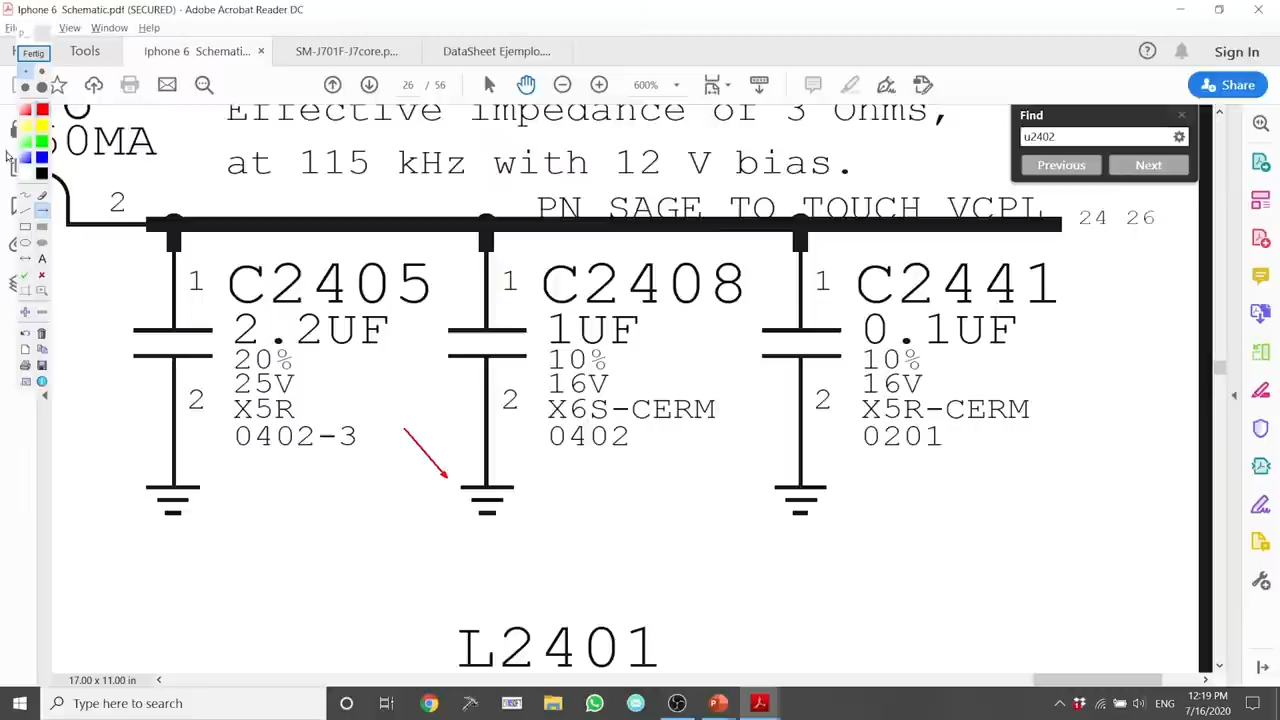 Iphone 6 Schematic.pdf (SECURED) - Adobe Acrobat Reader DC
View Window Help
Fertig
Tools
Iphone 6 Schemati... ×
SM-J701F-J7core.p...
DataSheet Ejemplo....
Sign In
26 / 56
600%
Share
Find
u2402
Previous
Next
Effective impedance of 3 Ohms,
at 115 kHz with 12 V bias.
60MA
2
PN SAGE TO TOUCH VCPL
24 26
1
C2405
2.2UF
20%
25V
X5R
0402-3
2
1
C2408
1UF
10%
16V
X6S-CERM
0402
2
1
C2441
0.1UF
10%
16V
X5R-CERM
0201
2
L2401
A
17.00 x 11.00 in
Type here to search
ENG
12:19 PM
7/16/2020